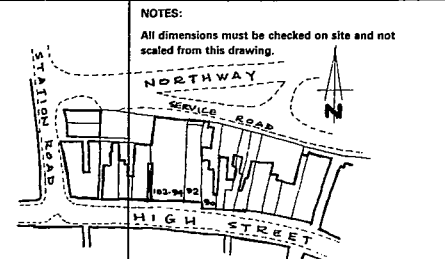 NOTES:
All dimensions must be checked on site and not
scaled from this drawing.
NORTHWAY
SERVICE ROAD
N
STATION ROAD
102-94 92
90
HIGH STREET